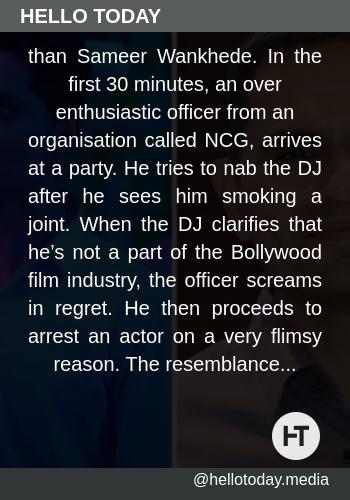 HELLO TODAY
than Sameer Wankhede. In the
first 30 minutes, an over
enthusiastic officer from an
organisation called NCG, arrives
at a party. He tries to nab the DJ
after he sees him smoking a
joint. When the DJ clarifies that
he’s not a part of the Bollywood
film industry, the officer screams
in regret. He then proceeds to
arrest an actor on a very flimsy
reason. The resemblance...
HT
@hellotoday.media